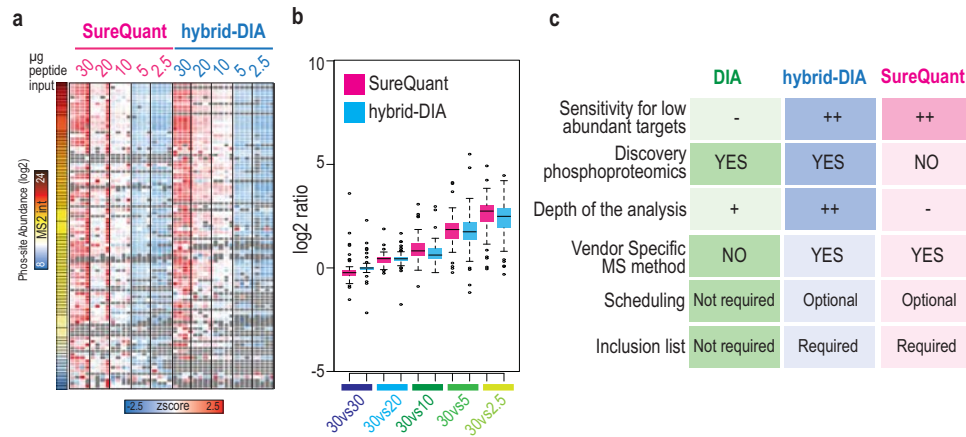 a
SureQuant hybrid-DIA
µg peptide input
30 20 10 5 2.5 30 20 10 5 2.5
Phos-site Abundance (log2)
8 MS2 int 24
-2.5 zscore 2.5
b
log2 ratio
10
5
0
-5
SureQuant
hybrid-DIA
30vs30 30vs20 30vs10 30vs5 30vs2.5
c
DIA hybrid-DIA SureQuant
Sensitivity for low abundant targets - ++ ++
Discovery phosphoproteomics YES YES NO
Depth of the analysis + ++ -
Vendor Specific MS method NO YES YES
Scheduling Not required Optional Optional
Inclusion list Not required Required Required